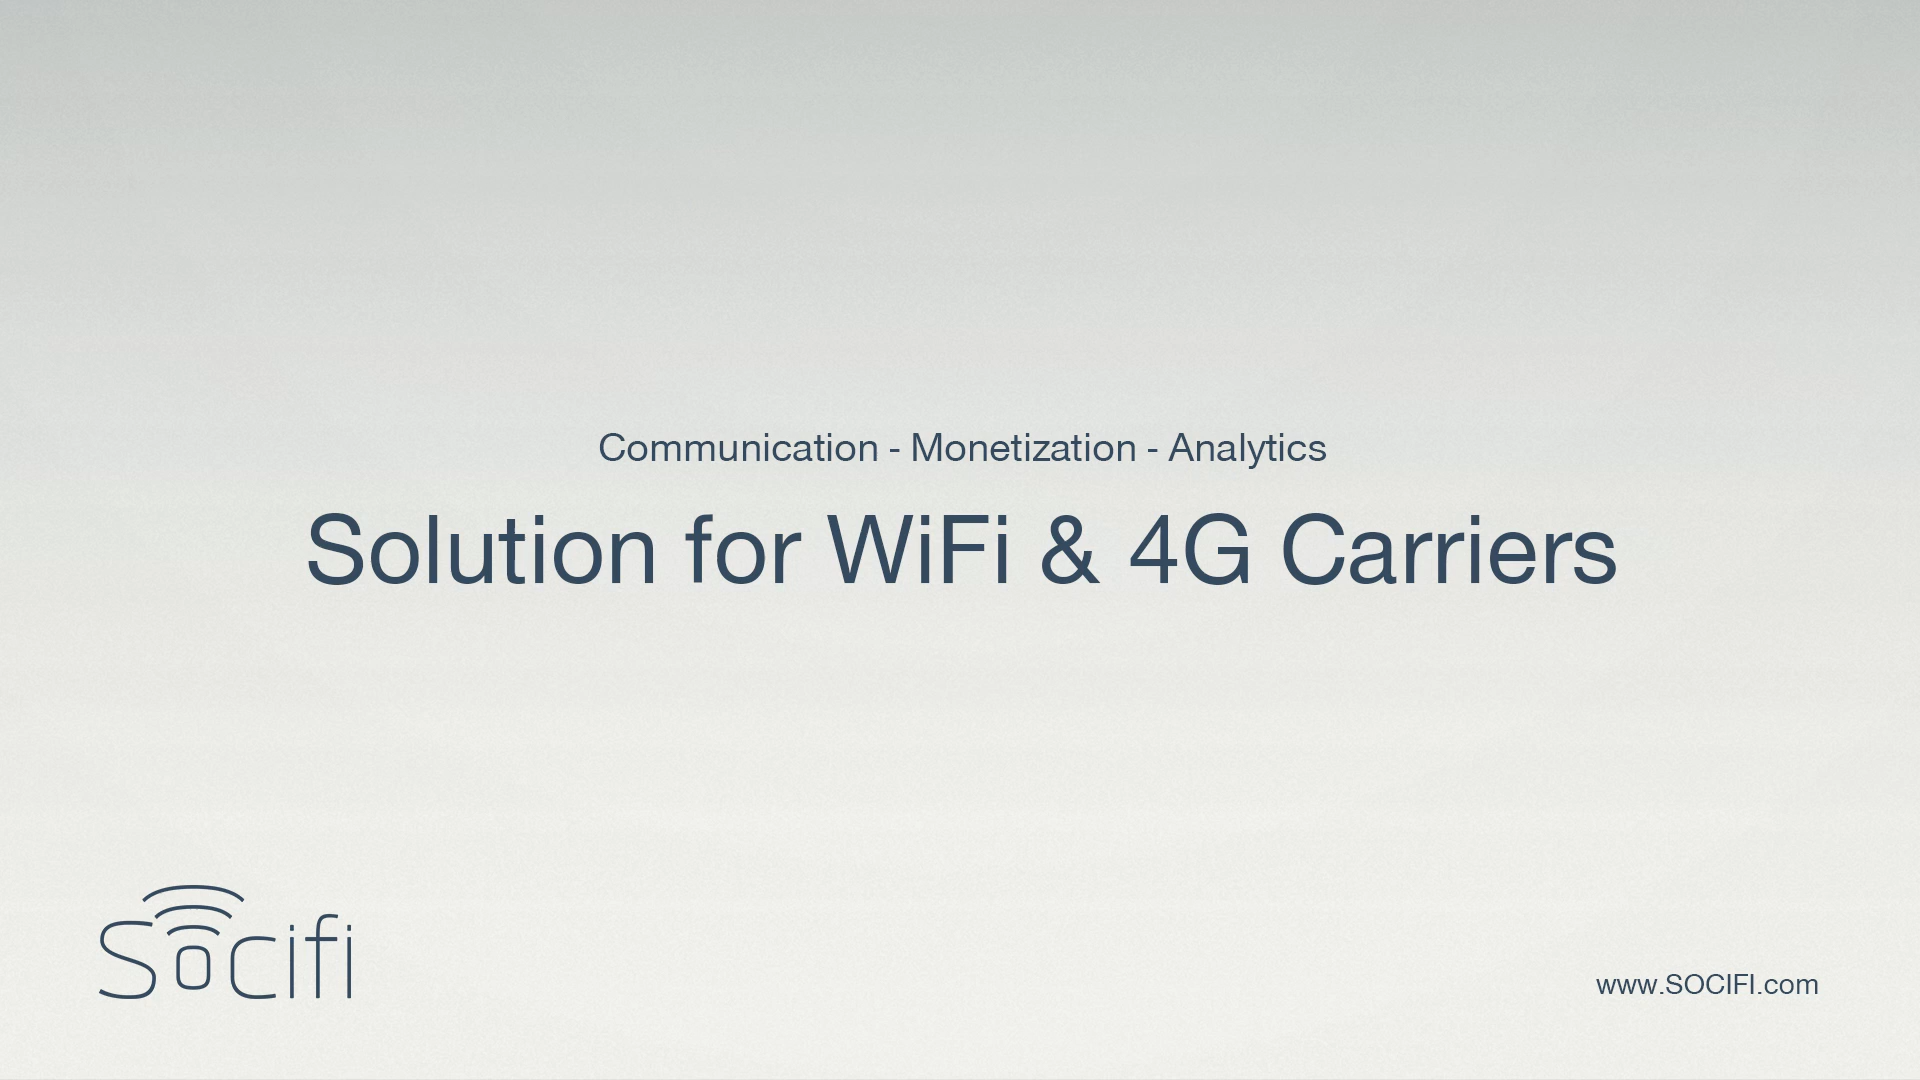 Communication - Monetization - Analytics
Solution for WiFi & 4G Carriers
Socifi
www.SOCIFI.com